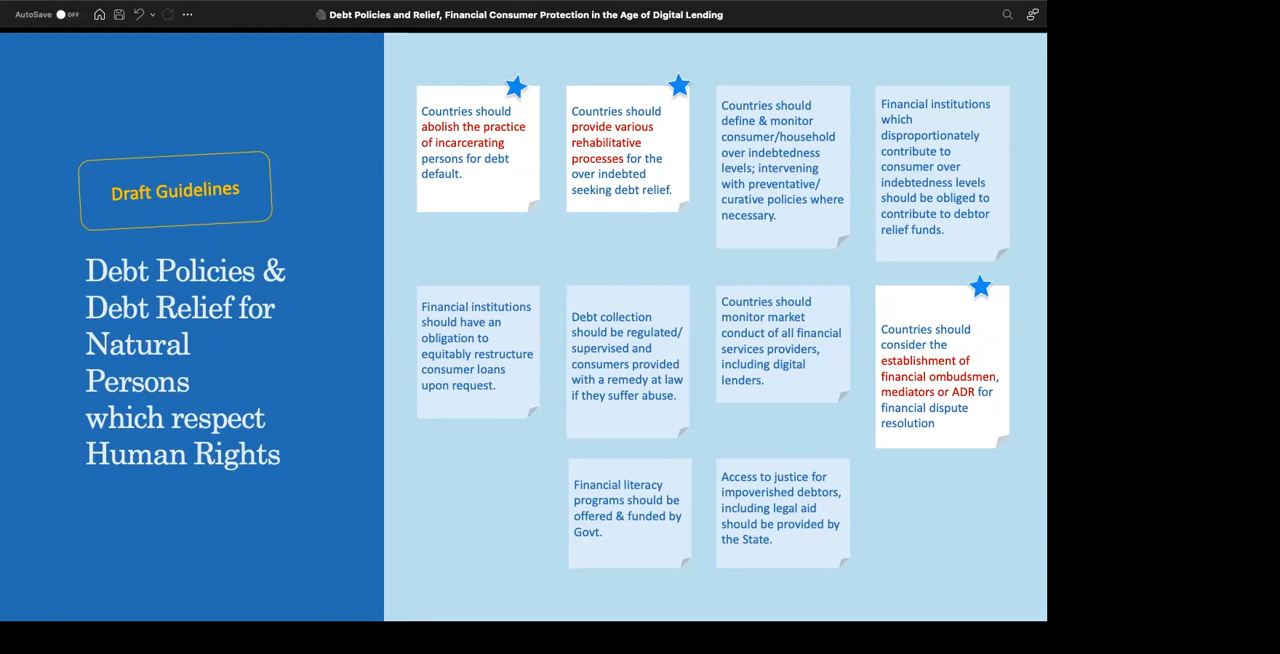 AutoSave OFF
Debt Policies and Relief, Financial Consumer Protection in the Age of Digital Lending
Draft Guidelines
Debt Policies &
Debt Relief for
Natural
Persons
which respect
Human Rights
Countries should
abolish the practice
of incarcerating
persons for debt
default.
Countries should
provide various
rehabilitative
processes for the
over indebted
seeking debt relief.
Countries should
define & monitor
consumer/household
over indebtedness
levels; intervening
with preventative/
curative policies where
necessary.
Financial institutions
which
disproportionately
contribute to
consumer over
indebtedness levels
should be obliged to
contribute to debtor
relief funds.
Financial institutions
should have an
obligation to
equitably restructure
consumer loans
upon request.
Debt collection
should be regulated/
supervised and
consumers provided
with a remedy at law
if they suffer abuse.
Countries should
monitor market
conduct of all financial
services providers,
including digital
lenders.
Countries should
consider the
establishment of
financial ombudsmen,
mediators or ADR for
financial dispute
resolution
Financial literacy
programs should be
offered & funded by
Govt.
Access to justice for
impoverished debtors,
including legal aid
should be provided by
the State.